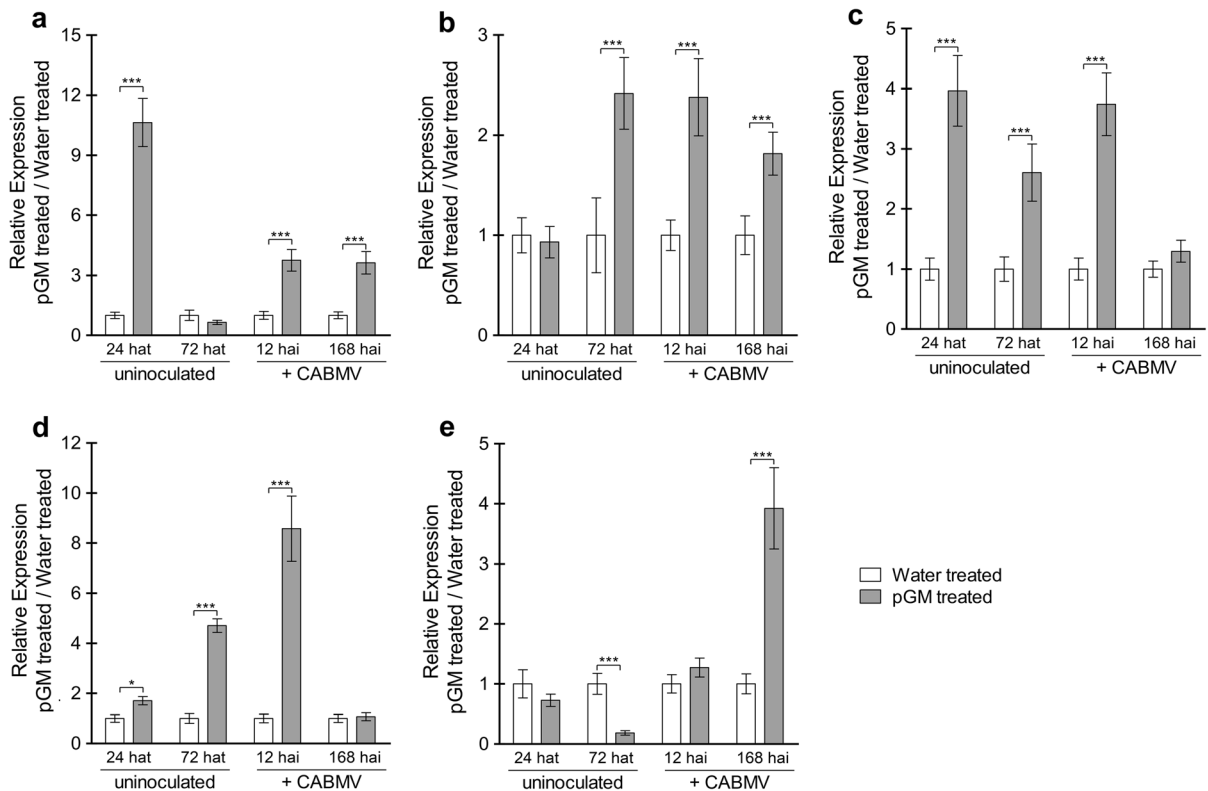 a
Relative Expression
pGM treated / Water treated
15
12
9
6
3
0
***
***
***
24 hat 72 hat 12 hai 168 hai
uninoculated + CABMV
b
Relative Expression
pGM treated / Water treated
3
2
1
0
***
***
***
24 hat 72 hat 12 hai 168 hai
uninoculated + CABMV
c
Relative Expression
pGM treated / Water treated
5
4
3
2
1
0
***
***
***
24 hat 72 hat 12 hai 168 hai
uninoculated + CABMV
d
Relative Expression
pGM treated / Water treated
12
10
8
6
4
2
0
*
***
***
24 hat 72 hat 12 hai 168 hai
uninoculated + CABMV
e
Relative Expression
pGM treated / Water treated
5
4
3
2
1
0
***
***
24 hat 72 hat 12 hai 168 hai
uninoculated + CABMV
Water treated
pGM treated